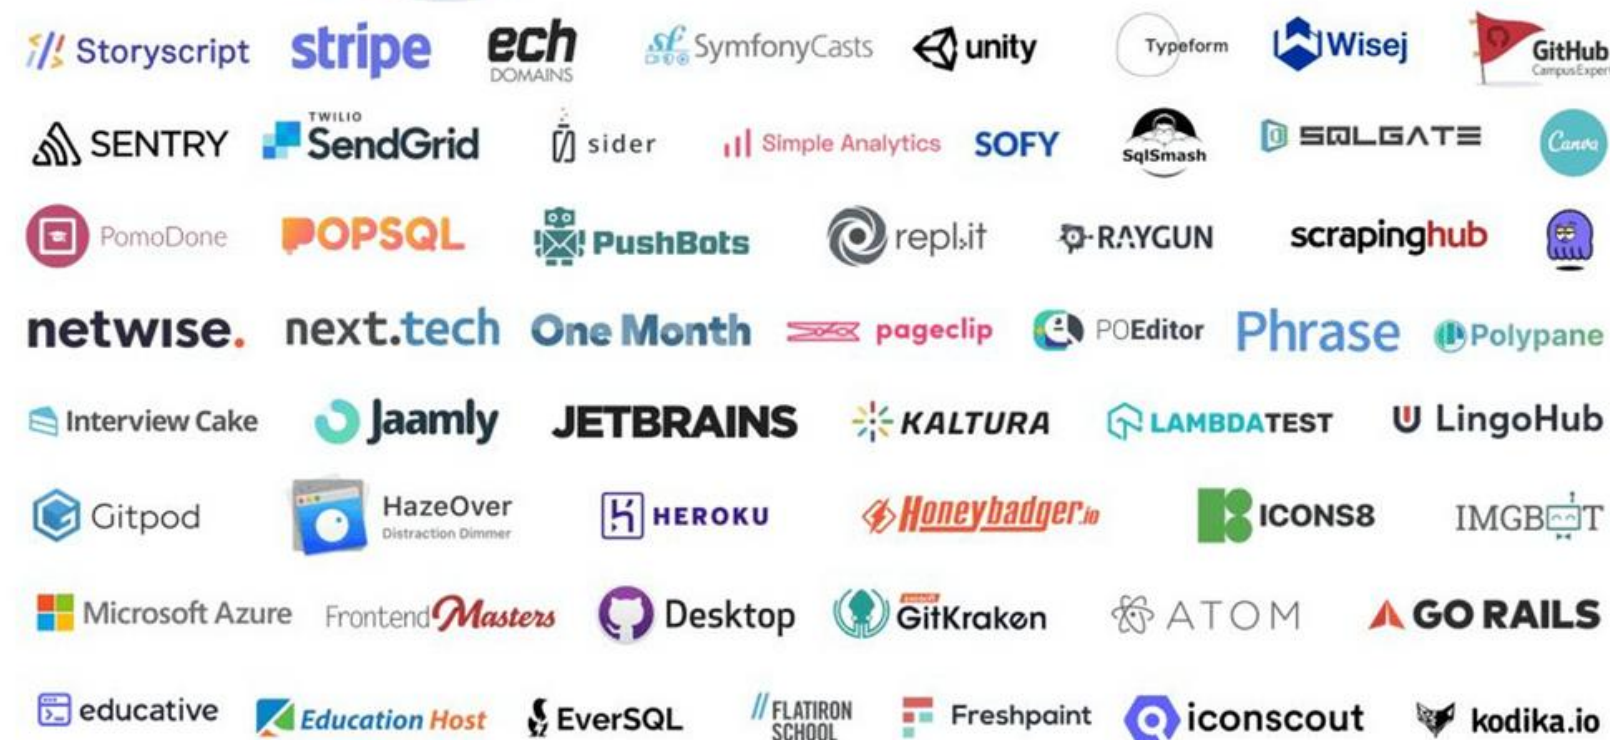 Storyscript stripe ech SymfonyCasts unity Typeform Wisej GitHub
DOMAINS Campus Exper
TWILIO
SENTRY SendGrid sider Simple Analytics SOFY SqlSmash SQLGATE Canva
PomoDone POPSQL PushBots repl.it RAYGUN scrapinghub
netwise. next.tech One Month pageclip POEditor Phrase Polypane
Interview Cake Jaamly JETBRAINS KALTURA LAMBDATEST LingoHub
Gitpod HazeOver HEROKU Honeybadger.io ICONS8 IMGBOT
Distraction Dimmer
Microsoft Azure Frontend Masters Desktop GitKraken ATOM GO RAILS
educative Education Host EverSQL FLATIRON Freshpaint iconscout kodika.io
SCHOOL